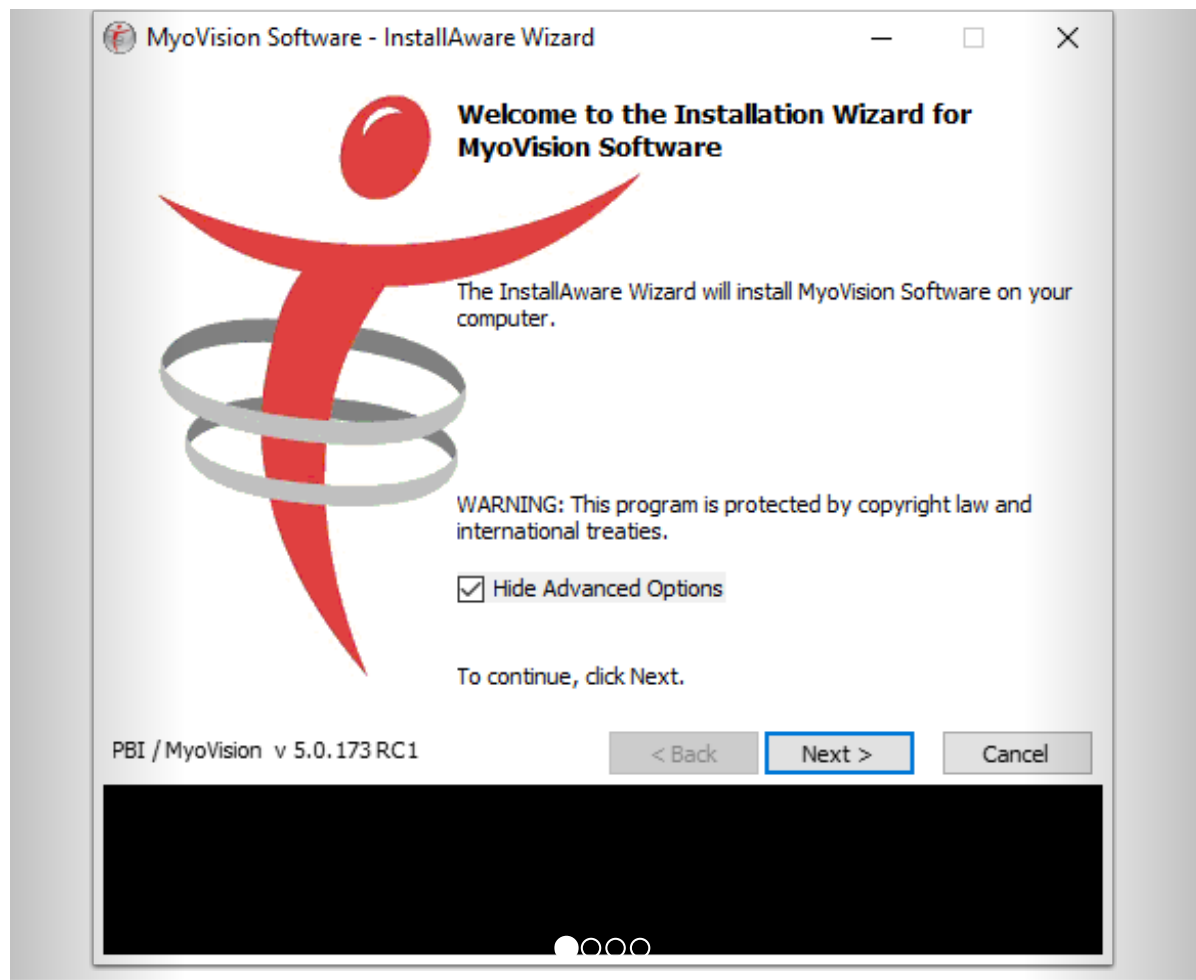 MyoVision Software - InstallAware Wizard
Welcome to the Installation Wizard for
MyoVision Software
The InstallAware Wizard will install MyoVision Software on your
computer.
WARNING: This program is protected by copyright law and
international treaties.
Hide Advanced Options
To continue, click Next.
PBI / MyoVision v 5.0.173 RC1
< Back Next > Cancel